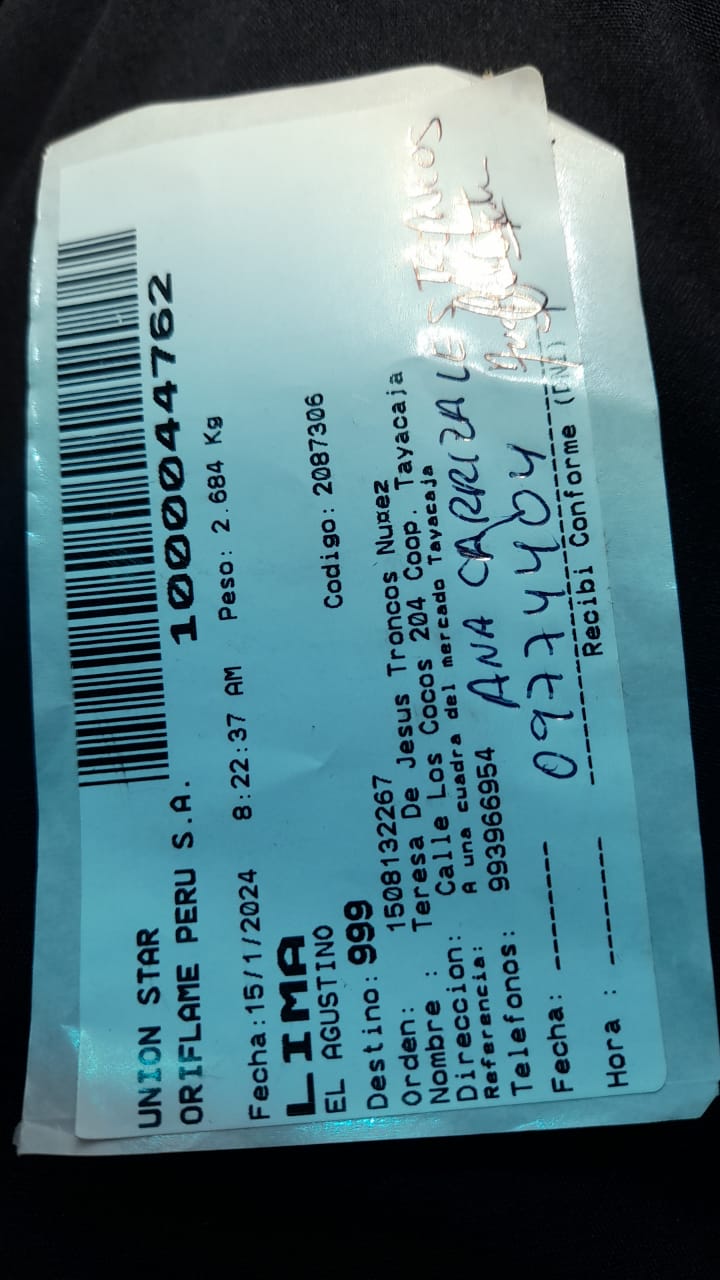 UNION STAR
ORIFLAME PERU S.A.
10000044762
Fecha:15/1/2024 8:22:37 AM Peso: 2.684 Kg
LIMA
EL AGUSTINO
Destino: 999 Codigo: 2087306
Orden: 1508132267
Nombre : Teresa De Jesus Troncos Nuñez
Direccion: Calle Los Cocos 204 Coop. Tayacaja
Referencia: A una cuadra del mercado Tayacaja
Telefonos: 993966954
ANA CARRIZALES
09774404
Fecha: --------
Hora : --------
Recibi Conforme (DNI)